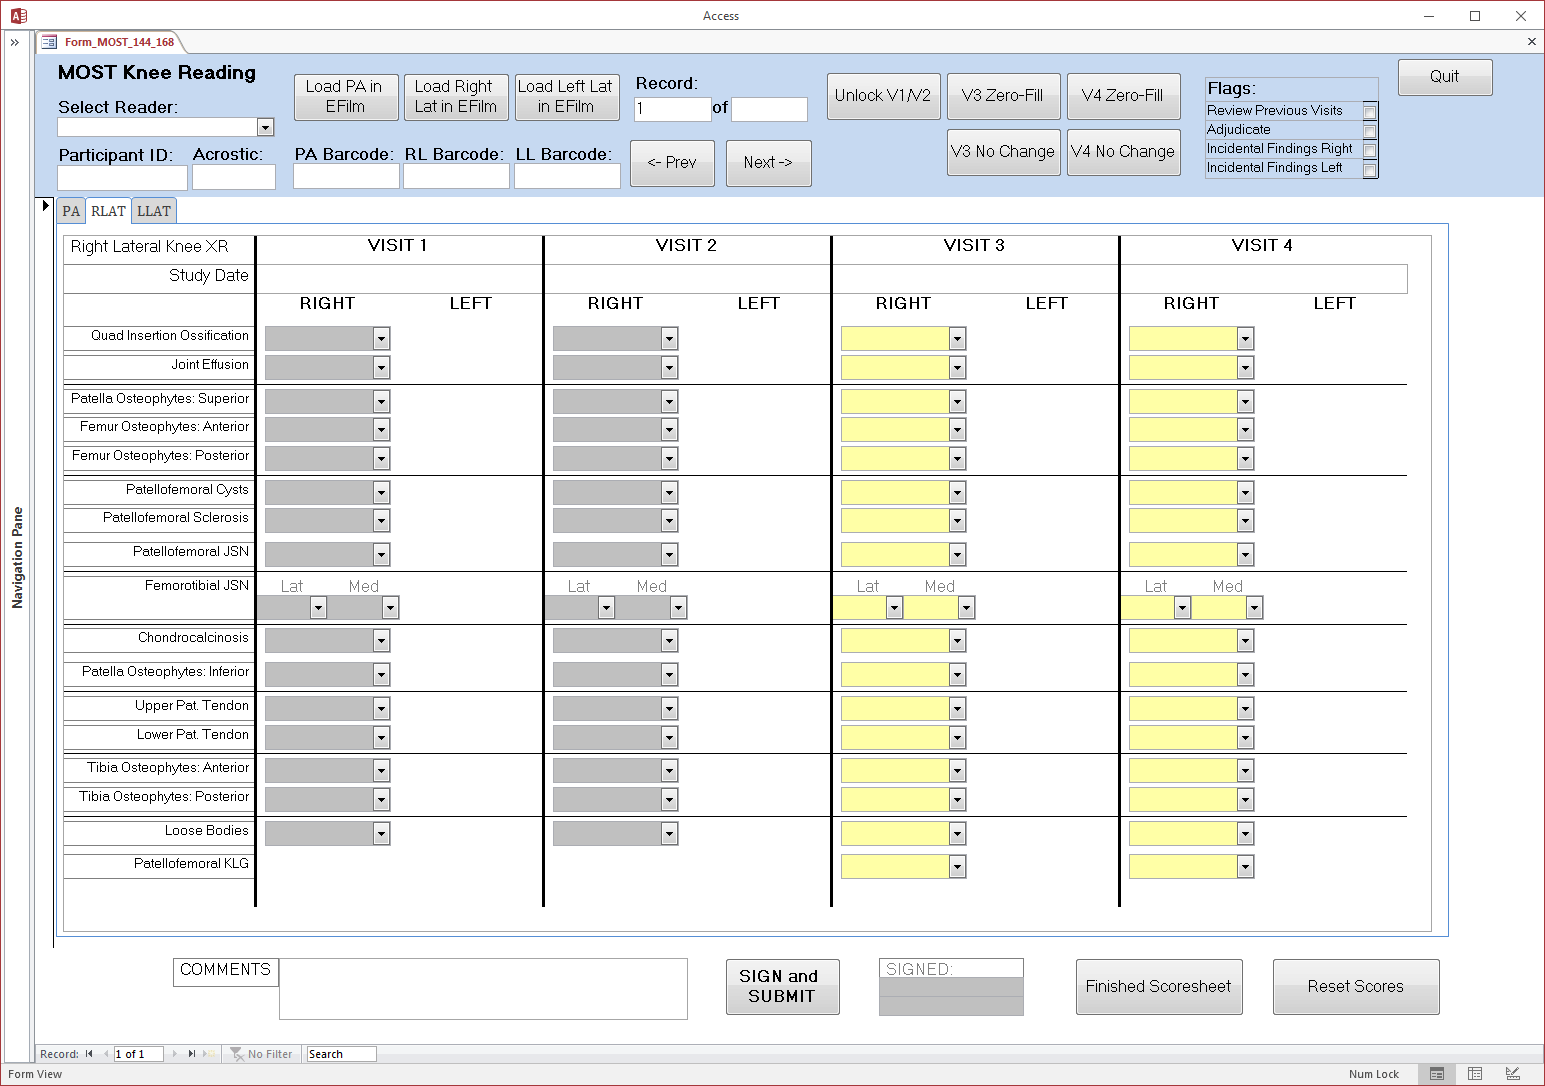 Access
Form_MOST_144_168
MOST Knee Reading
Select Reader:
Participant ID: Acrostic:
Load PA in
EFilm
Load Right
Lat in EFilm
Load Left Lat
in EFilm
PA Barcode: RL Barcode: LL Barcode:
Record:
1 of
<- Prev Next ->
Unlock V1/V2 V3 Zero-Fill V4 Zero-Fill
V3 No Change V4 No Change
Flags:
Review Previous Visits
Adjudicate
Incidental Findings Right
Incidental Findings Left
Quit
Navigation Pane
PA RLAT LLAT
Right Lateral Knee XR VISIT 1 VISIT 2 VISIT 3 VISIT 4
Study Date
RIGHT LEFT RIGHT LEFT RIGHT LEFT RIGHT LEFT
Quad Insertion Ossification
Joint Effusion
Patella Osteophytes: Superior
Femur Osteophytes: Anterior
Femur Osteophytes: Posterior
Patellofemoral Cysts
Patellofemoral Sclerosis
Patellofemoral JSN
Femorotibial JSN Lat Med Lat Med Lat Med Lat Med
Chondrocalcinosis
Patella Osteophytes: Inferior
Upper Pat. Tendon
Lower Pat. Tendon
Tibia Osteophytes: Anterior
Tibia Osteophytes: Posterior
Loose Bodies
Patellofemoral KLG
COMMENTS
SIGN and
SUBMIT
SIGNED:
Finished Scoresheet
Reset Scores
Record: 1 of 1 No Filter Search
Form View Num Lock